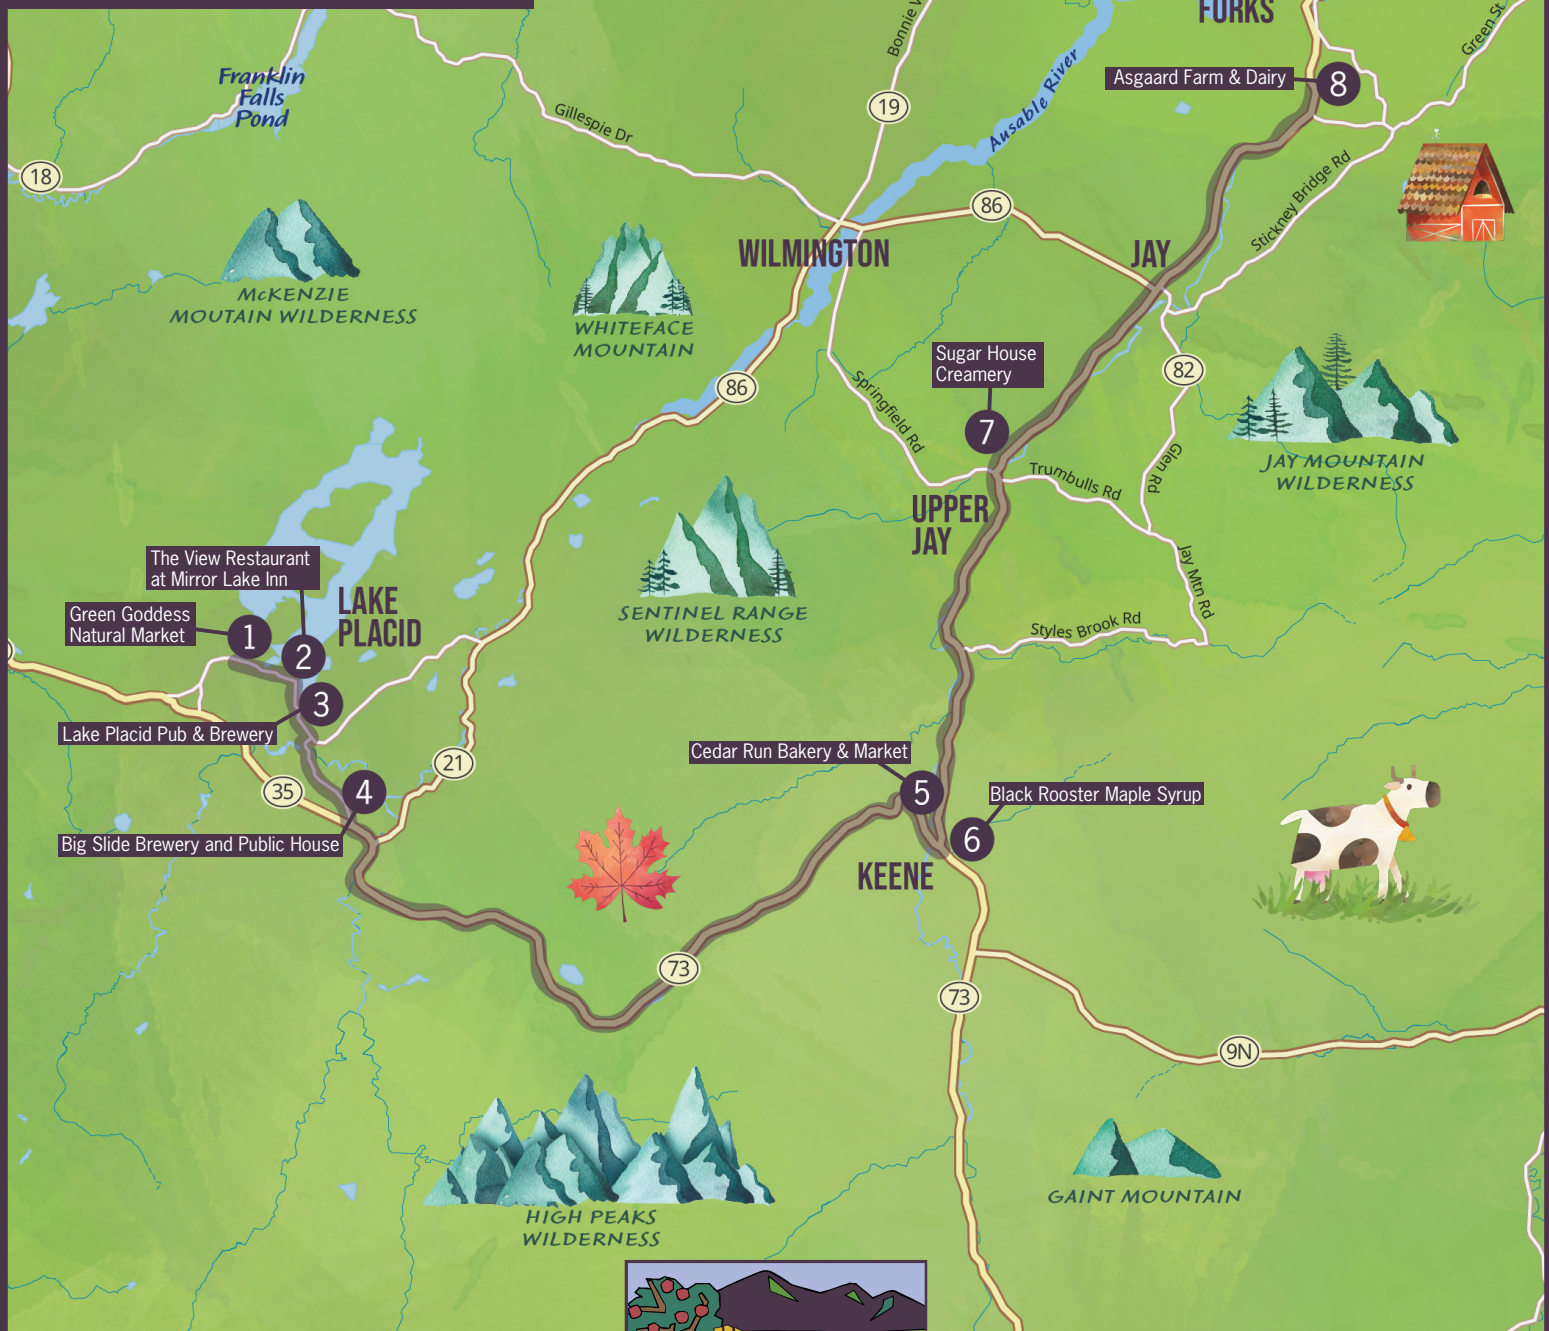 FORKS
Bonnie V
Green St
Asgaard Farm & Dairy
8
Franklin
Falls
Pond
Ausable River
19
Gillespie Dr
18
Stickney Bridge Rd
86
WILMINGTON
JAY
McKENZIE
MOUTAIN WILDERNESS
WHITEFACE
MOUNTAIN
Sugar House
Creamery
82
86
Springfield Rd
7
Glen Rd
JAY MOUNTAIN
WILDERNESS
Trumbulls Rd
UPPER
JAY
The View Restaurant
at Mirror Lake Inn
Jay Mtn Rd
LAKE
PLACID
Green Goddess
Natural Market
1
2
SENTINEL RANGE
WILDERNESS
Styles Brook Rd
3
Lake Placid Pub & Brewery
Cedar Run Bakery & Market
21
35
4
5
Black Rooster Maple Syrup
6
Big Slide Brewery and Public House
KEENE
73
73
9N
GAINT MOUNTAIN
HIGH PEAKS
WILDERNESS